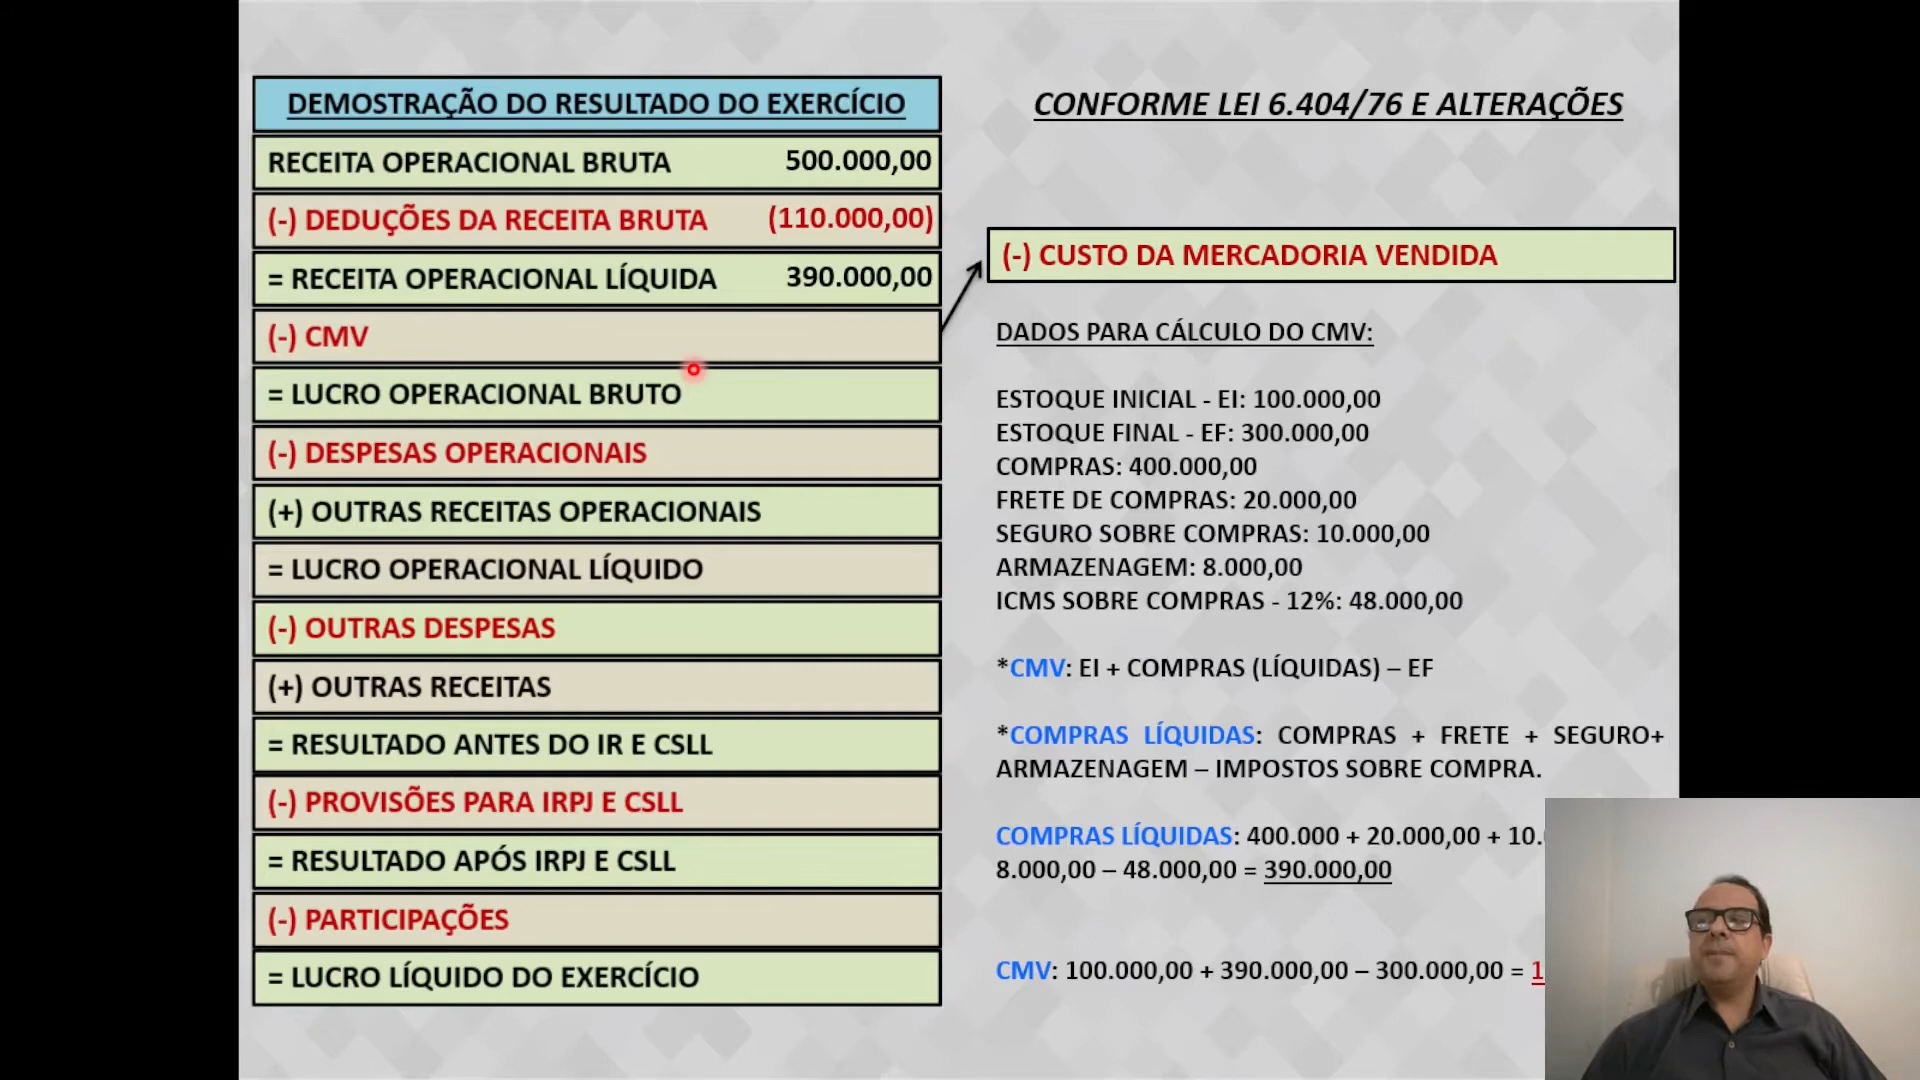 DEMOSTRAÇÃO DO RESULTADO DO EXERCÍCIO
RECEITA OPERACIONAL BRUTA 500.000,00
(-) DEDUÇÕES DA RECEITA BRUTA (110.000,00)
= RECEITA OPERACIONAL LÍQUIDA 390.000,00
(-) CMV
= LUCRO OPERACIONAL BRUTO
(-) DESPESAS OPERACIONAIS
(+) OUTRAS RECEITAS OPERACIONAIS
= LUCRO OPERACIONAL LÍQUIDO
(-) OUTRAS DESPESAS
(+) OUTRAS RECEITAS
= RESULTADO ANTES DO IR E CSLL
(-) PROVISÕES PARA IRPJ E CSLL
= RESULTADO APÓS IRPJ E CSLL
(-) PARTICIPAÇÕES
= LUCRO LÍQUIDO DO EXERCÍCIO
CONFORME LEI 6.404/76 E ALTERAÇÕES
(-) CUSTO DA MERCADORIA VENDIDA
DADOS PARA CÁLCULO DO CMV:
ESTOQUE INICIAL - EI: 100.000,00
ESTOQUE FINAL - EF: 300.000,00
COMPRAS: 400.000,00
FRETE DE COMPRAS: 20.000,00
SEGURO SOBRE COMPRAS: 10.000,00
ARMAZENAGEM: 8.000,00
ICMS SOBRE COMPRAS - 12%: 48.000,00
*CMV: EI + COMPRAS (LÍQUIDAS) – EF
*COMPRAS LÍQUIDAS: COMPRAS + FRETE + SEGURO+
ARMAZENAGEM – IMPOSTOS SOBRE COMPRA.
COMPRAS LÍQUIDAS: 400.000 + 20.000,00 + 10.
8.000,00 – 48.000,00 = 390.000,00
CMV: 100.000,00 + 390.000,00 – 300.000,00 = 1